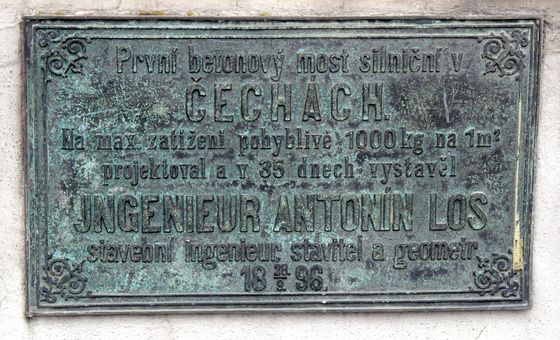 První betonový most silniční v
ČECHÁCH.
Na max. zatížení pohyblivé 1000 kg na 1m²
projektoval a v 35 dnech vystavěl
JNGENIEUR ANTONÍN LOS
stavební ingenieur, stavitel a geometr
18 96.